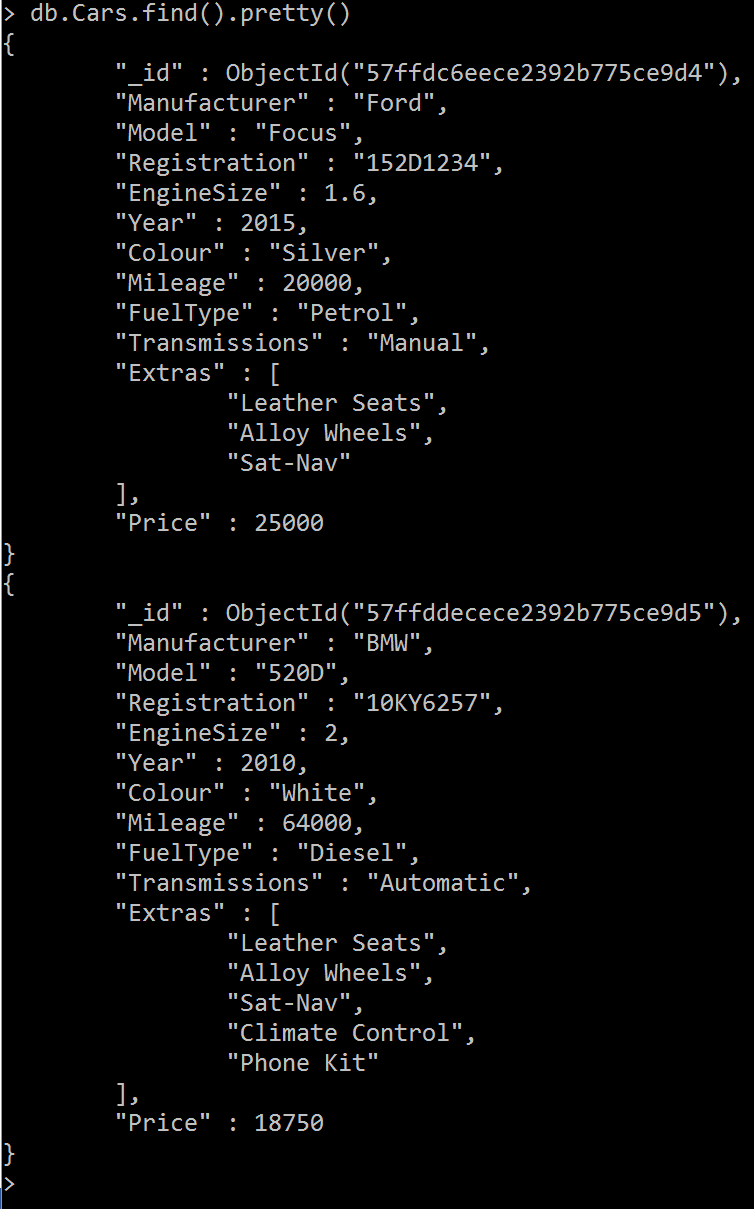 > db.Cars.find().pretty()
{
        "_id" : ObjectId("57ffdc6eece2392b775ce9d4"),
        "Manufacturer" : "Ford",
        "Model" : "Focus",
        "Registration" : "152D1234",
        "EngineSize" : 1.6,
        "Year" : 2015,
        "Colour" : "Silver",
        "Mileage" : 20000,
        "FuelType" : "Petrol",
        "Transmissions" : "Manual",
        "Extras" : [
                "Leather Seats",
                "Alloy Wheels",
                "Sat-Nav"
        ],
        "Price" : 25000
}
{
        "_id" : ObjectId("57ffddecece2392b775ce9d5"),
        "Manufacturer" : "BMW",
        "Model" : "520D",
        "Registration" : "10KY6257",
        "EngineSize" : 2,
        "Year" : 2010,
        "Colour" : "White",
        "Mileage" : 64000,
        "FuelType" : "Diesel",
        "Transmissions" : "Automatic",
        "Extras" : [
                "Leather Seats",
                "Alloy Wheels",
                "Sat-Nav",
                "Climate Control",
                "Phone Kit"
        ],
        "Price" : 18750
}
>